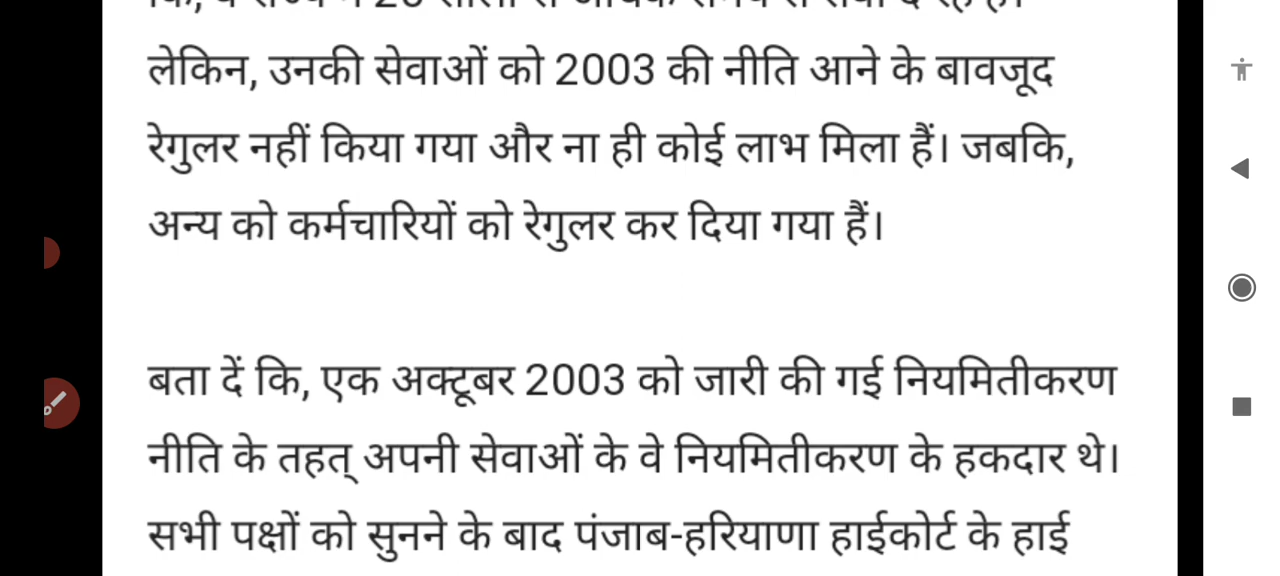 लेकिन, उनकी सेवाओं को 2003 की नीति आने के बावजूद
रेगुलर नहीं किया गया और ना ही कोई लाभ मिला हैं। जबकि,
अन्य को कर्मचारियों को रेगुलर कर दिया गया हैं।
बता दें कि, एक अक्टूबर 2003 को जारी की गई नियमितीकरण
नीति के तहत् अपनी सेवाओं के वे नियमितीकरण के हकदार थे।
सभी पक्षों को सुनने के बाद पंजाब-हरियाणा हाईकोर्ट के हाई